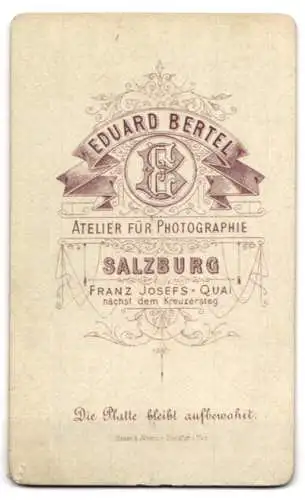 EDUARD BERTEL
EB
ATELIER FÜR PHOTOGRAPHIE
SALZBURG
FRANZ JOSEFS-QUAI
nächst dem Kreuzersteg
Die Platte bleibt aufbewahrt.